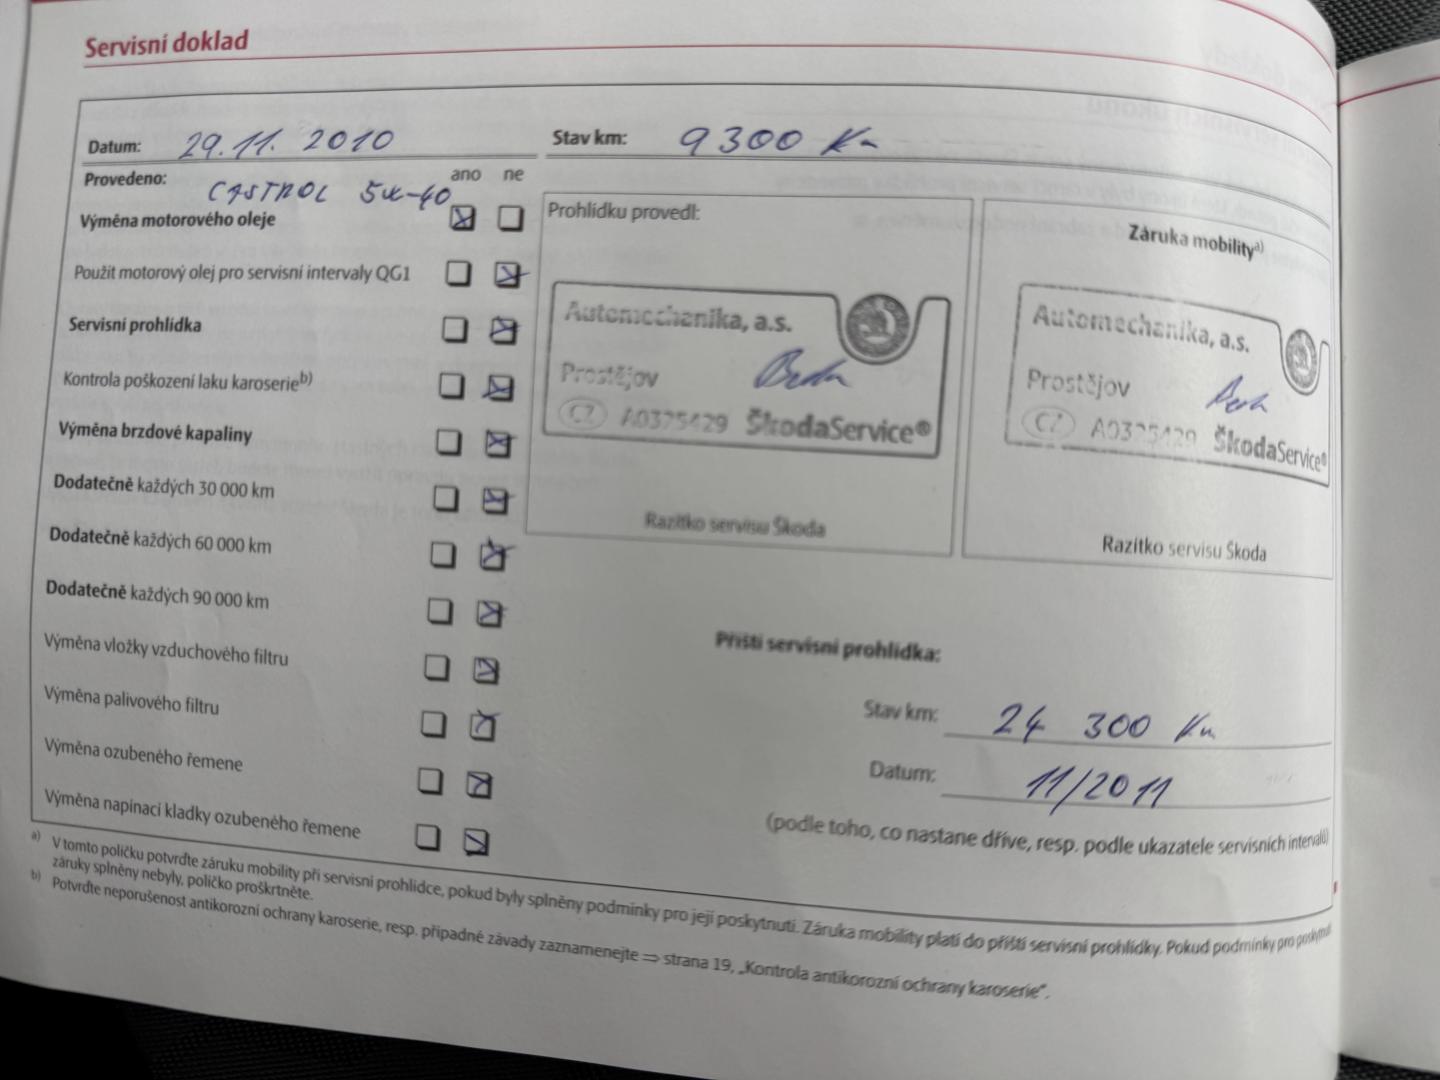 Servisní doklad
Datum: 29.11. 2010
Stav km: 9300 Km
Provedeno: CASTROL 5W-40
ano ne
Výměna motorového oleje
Použit motorový olej pro servisní intervaly QG1
Servisní prohlídka
Kontrola poškození laku karoserie b)
Výměna brzdové kapaliny
Dodatečně každých 30 000 km
Dodatečně každých 60 000 km
Dodatečně každých 90 000 km
Výměna vložky vzduchového filtru
Výměna palivového filtru
Výměna ozubeného řemene
Výměna napínací kladky ozubeného řemene
Prohlídku provedl:
Automechanika, a.s.
Prostějov
CZ A0325429 ŠkodaService®
Razítko servisu Škoda
Záruka mobility a)
Automechanika, a.s.
Prostějov
CZ A0325429 ŠkodaService®
Razítko servisu Škoda
Příští servisní prohlídka:
Stav km: 24 300 Km
Datum: 11/2011
(podle toho, co nastane dříve, resp. podle ukazatele servisních intervalů)
a) V tomto políčku potvrďte záruku mobility při servisní prohlídce, pokud byly splněny podmínky pro její poskytnutí. Záruka mobility platí do příští servisní prohlídky. Pokud podmínky pro poskytnutí
záruky splněny nebyly, políčko proškrtněte.
b) Potvrďte neporušenost antikorozní ochrany karoserie, resp. případné závady zaznamenejte ⇒ strana 19, „Kontrola antikorozní ochrany karoserie“.